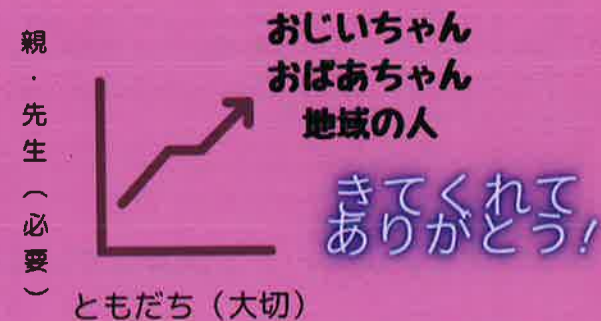 親・先生（必要）
おじいちゃん
おばあちゃん
地域の人
きてくれて
ありがとう!
ともだち（大切）